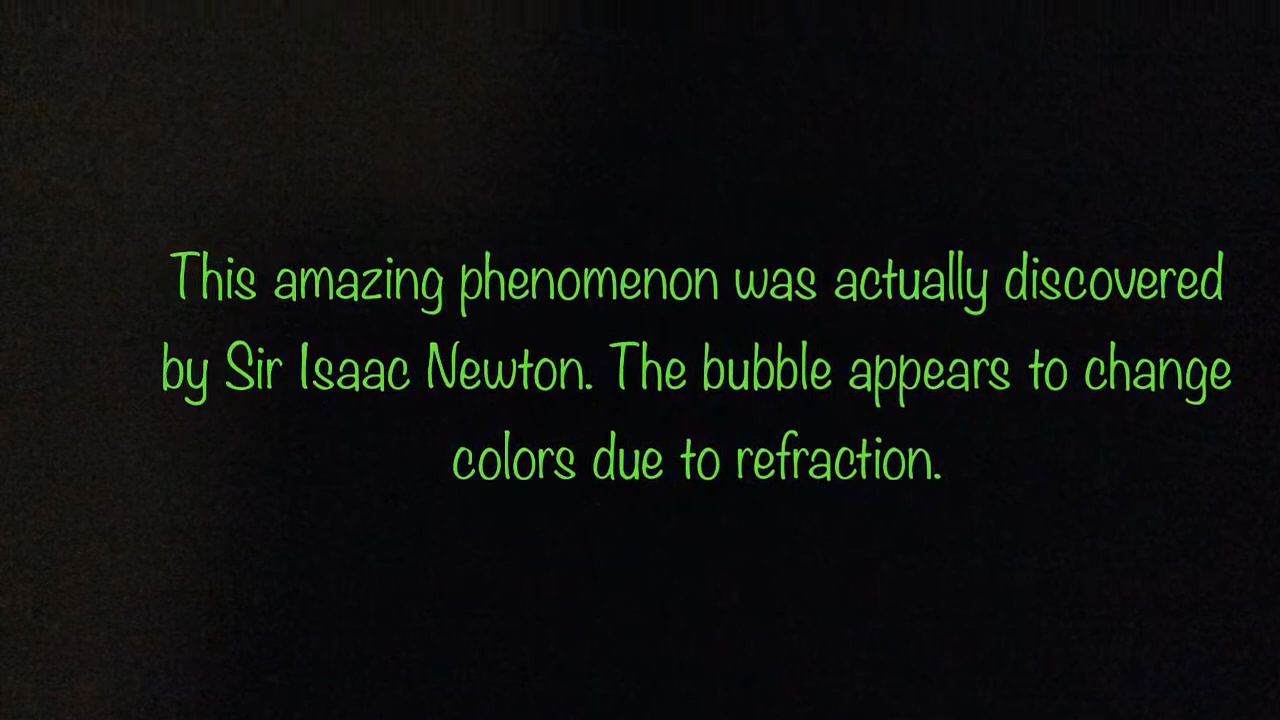 This amazing phenomenon was actually discovered
by Sir Isaac Newton. The bubble appears to change
colors due to refraction.